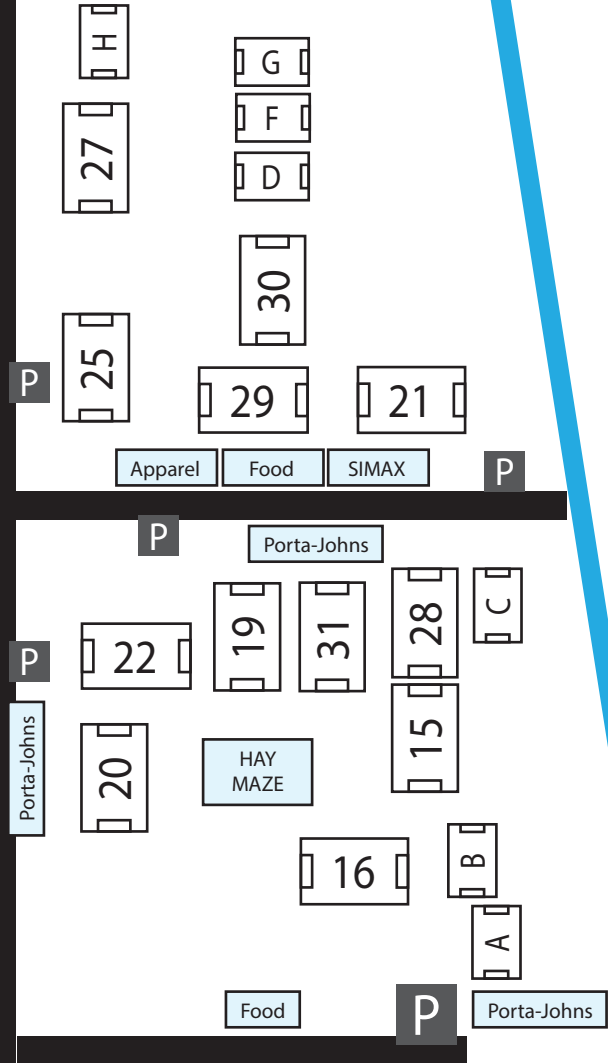 H
G
F
27
D
30
25
P
29
21
Apparel
Food
SIMAX
P
P
Porta-Johns
C
28
19
31
22
P
15
Porta-Johns
20
HAY
MAZE
B
16
A
Food
P
Porta-Johns